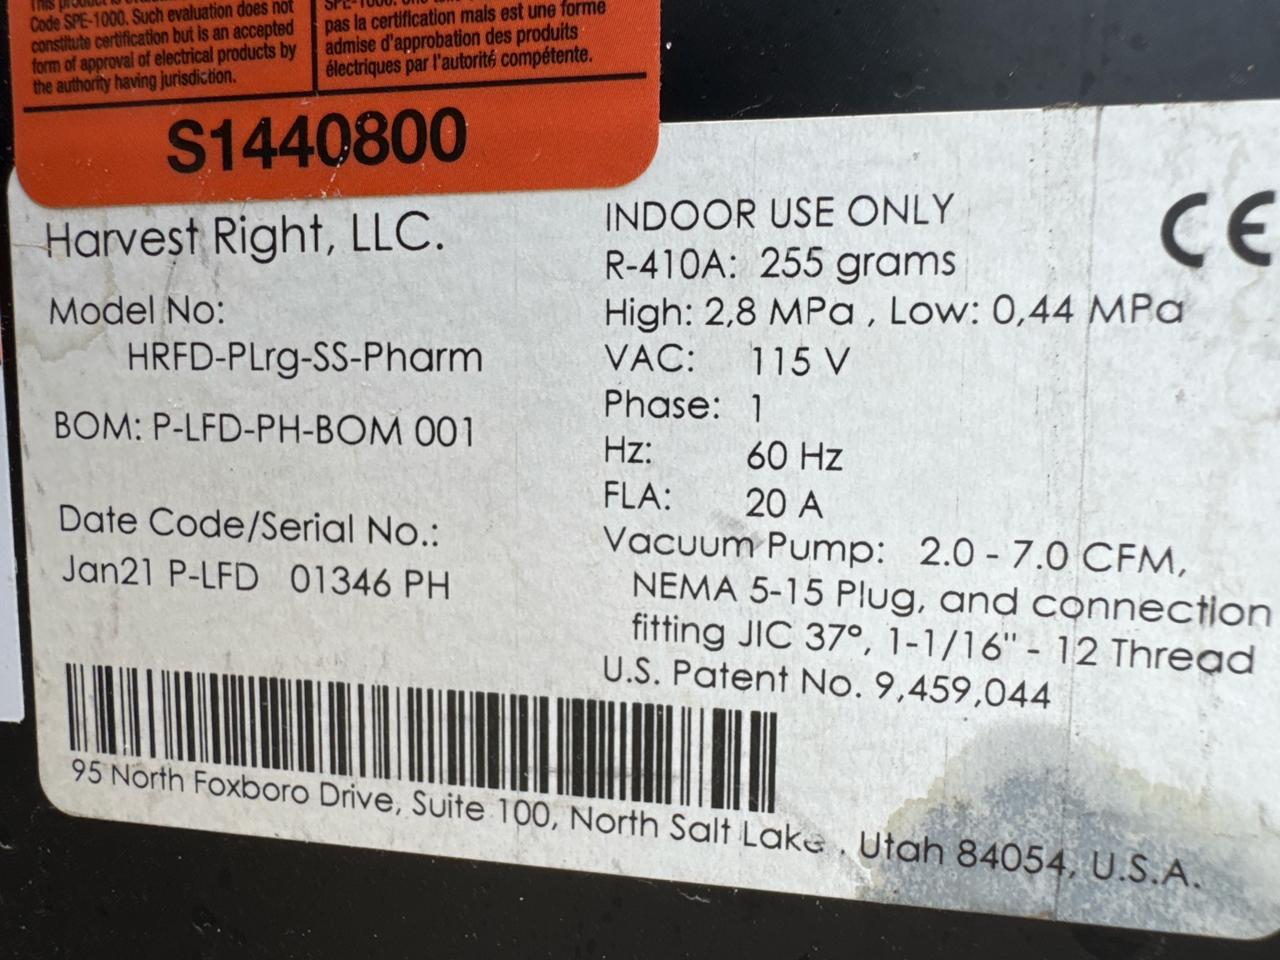 This product is
Code SPE-1000. Such evaluation does not
constitute certification but is an accepted
form of approval of electrical products by
the authority having jurisdiction.
SPE-1000. Une
pas la certification mais est une forme
admise d'approbation des produits
électriques par l'autorité compétente.
S1440800
Harvest Right, LLC.
Model No:
HRFD-PLrg-SS-Pharm
BOM: P-LFD-PH-BOM 001
Date Code/Serial No.:
Jan21 P-LFD 01346 PH
INDOOR USE ONLY
R-410A: 255 grams
High: 2,8 MPa , Low: 0,44 MPa
VAC: 115 V
Phase: 1
Hz: 60 Hz
FLA: 20 A
Vacuum Pump: 2.0 - 7.0 CFM,
NEMA 5-15 Plug, and connection
fitting JIC 37°, 1-1/16" - 12 Thread
U.S. Patent No. 9,459,044
CE
95 North Foxboro Drive, Suite 100, North Salt Lake , Utah 84054, U.S.A.